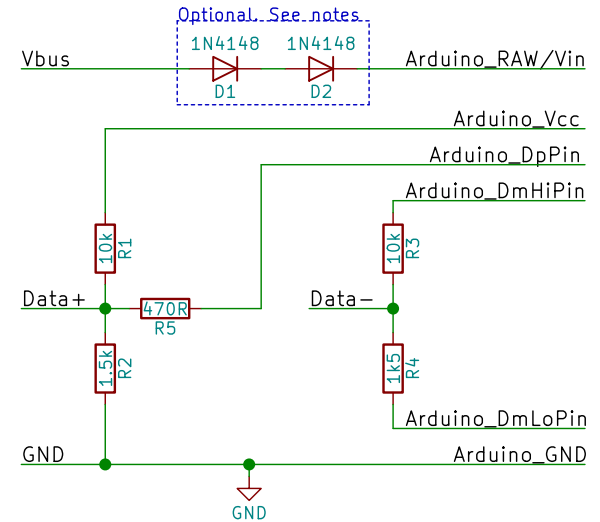 Optional. See notes
1N4148 1N4148
Vbus Arduino_RAW/Vin
D1 D2
Arduino_Vcc
Arduino_DpPin
Arduino_DmHiPin
10k R1 10k R3
Data+ 470R Data-
R5
1.5k R2 1k5 R4
Arduino_DmLoPin
GND Arduino_GND
GND